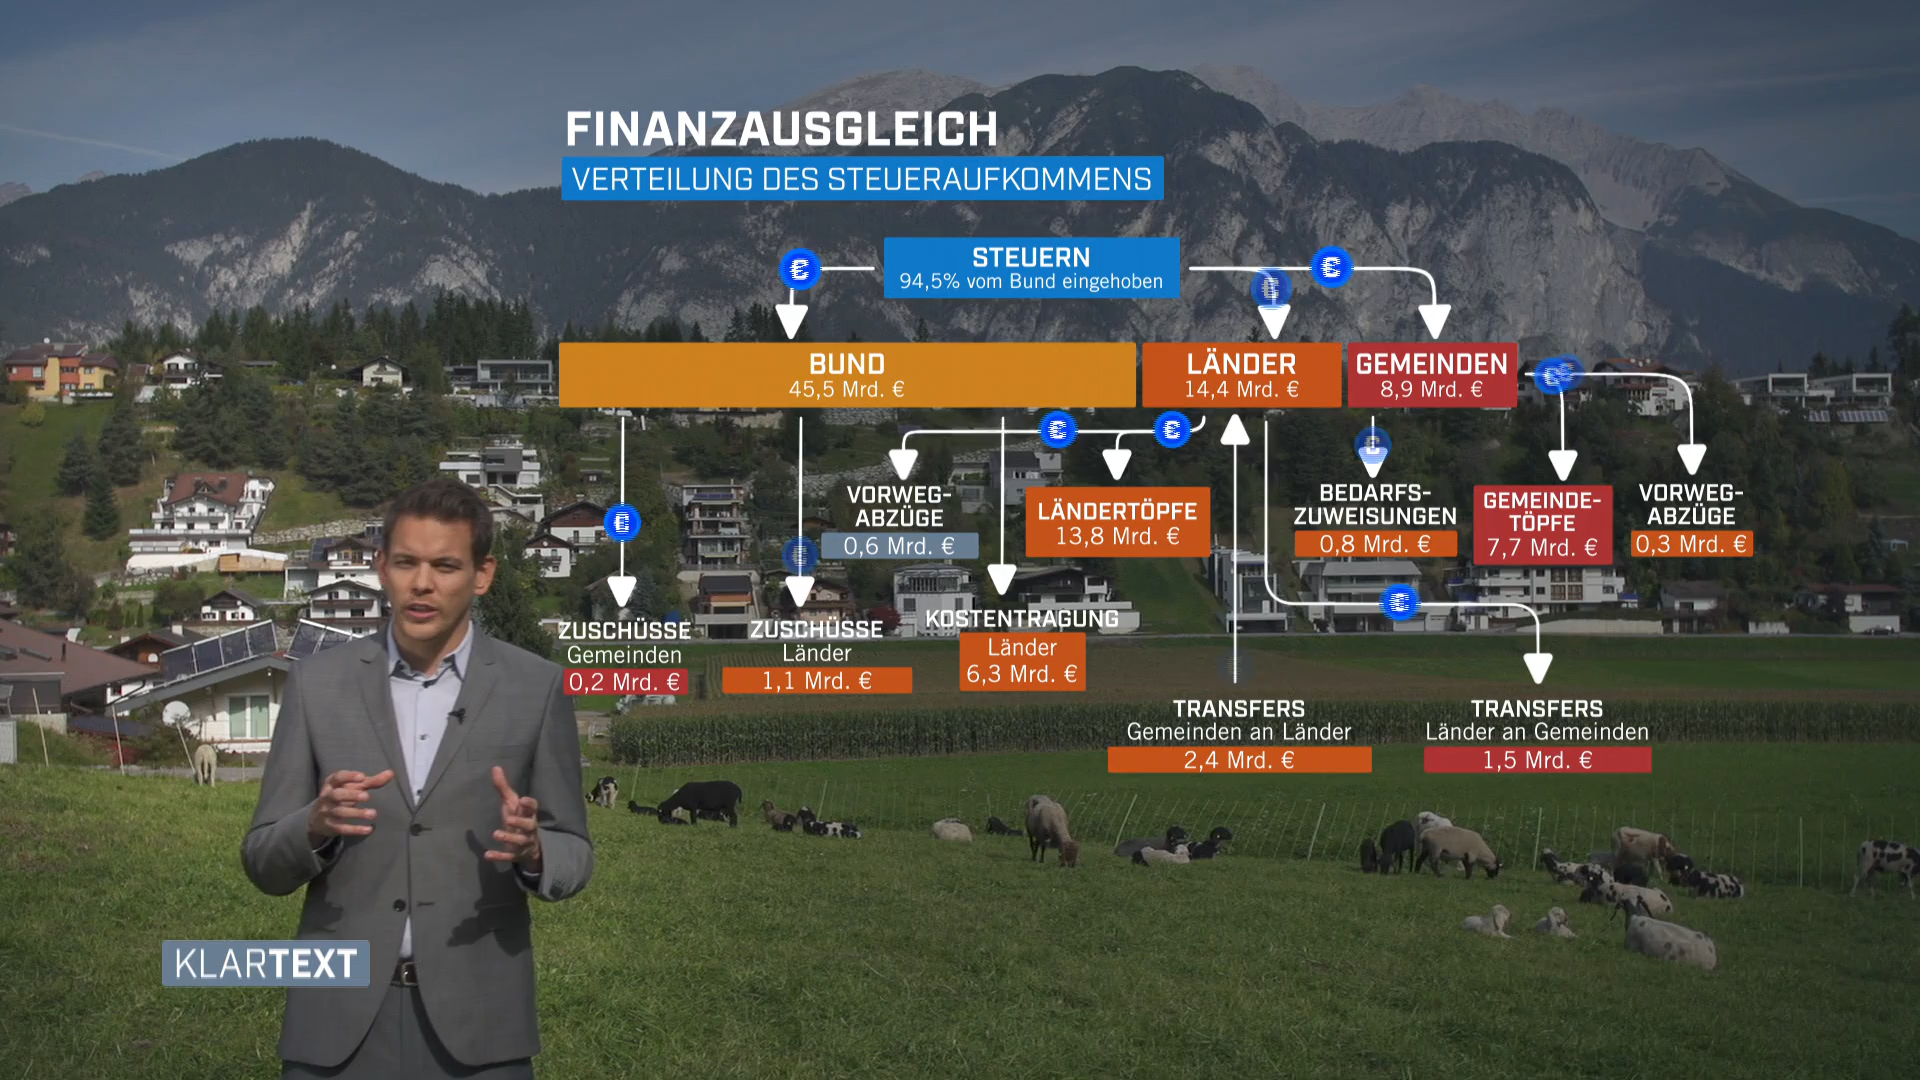 FINANZAUSGLEICH
VERTEILUNG DES STEUERAUFKOMMENS
STEUERN
94,5% vom Bund eingehoben
BUND
45,5 Mrd. €
LÄNDER
14,4 Mrd. €
GEMEINDEN
8,9 Mrd. €
VORWEG-
ABZÜGE
0,6 Mrd. €
LÄNDERTÖPFE
13,8 Mrd. €
BEDARFS-
ZUWEISUNGEN
0,8 Mrd. €
GEMEINDE-
TÖPFE
7,7 Mrd. €
VORWEG-
ABZÜGE
0,3 Mrd. €
ZUSCHÜSSE
Gemeinden
0,2 Mrd. €
ZUSCHÜSSE
Länder
1,1 Mrd. €
KOSTENTRAGUNG
Länder
6,3 Mrd. €
TRANSFERS
Gemeinden an Länder
2,4 Mrd. €
TRANSFERS
Länder an Gemeinden
1,5 Mrd. €
KLARTEXT